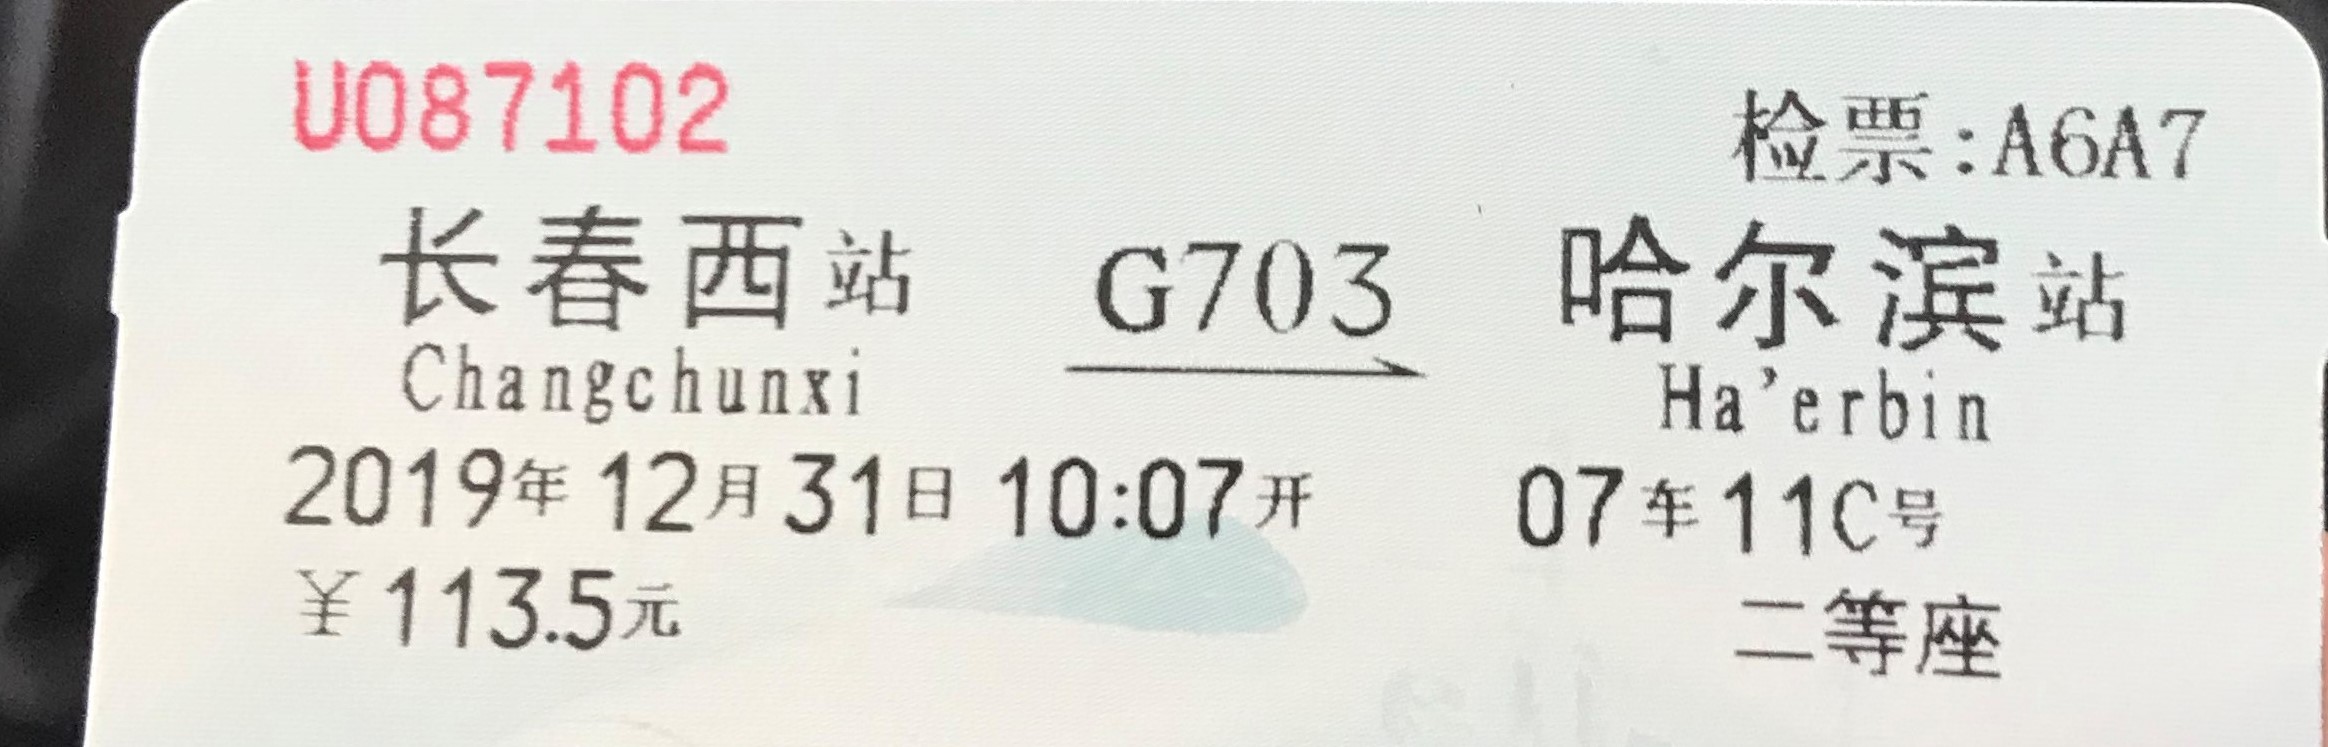 U087102
检票:A6A7
长春西站 G703 哈尔滨站
Changchunxi Ha'erbin
2019年12月31日10:07开 07车11C号
¥113.5元
二等座